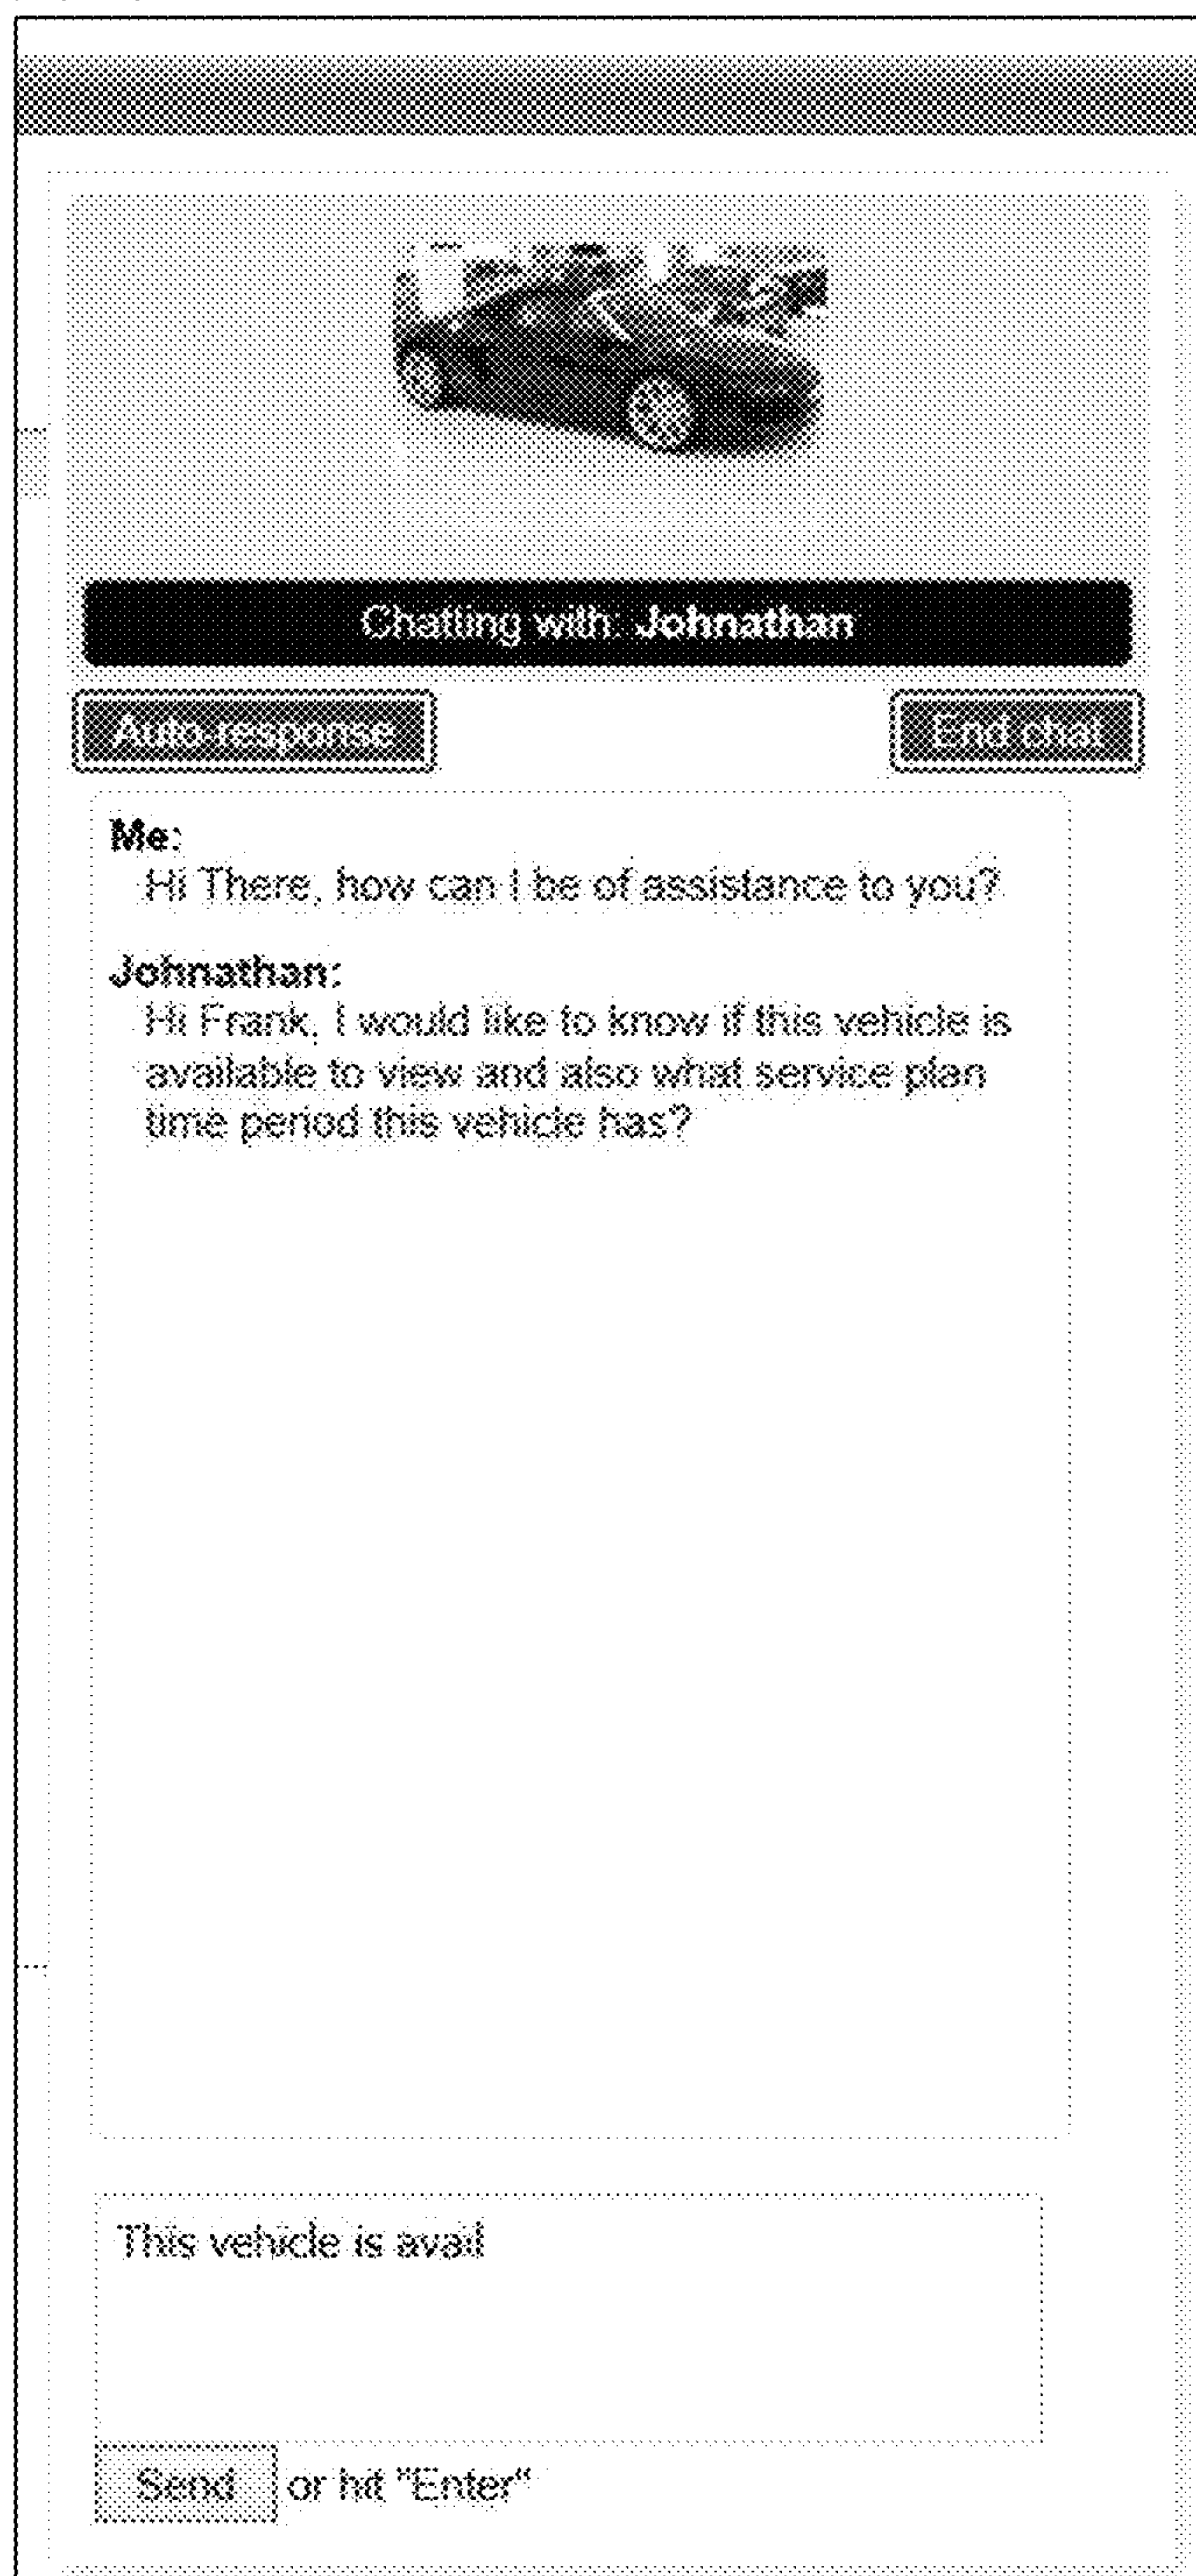 Chatting with: Johnathan
Auto-response
End chat
Me:
Hi There, how can I be of assistance to you?
Johnathan:
Hi Frank, I would like to know if this vehicle is
available to view and also what service plan
time period this vehicle has?
This vehicle is avail
Send or hit "Enter"